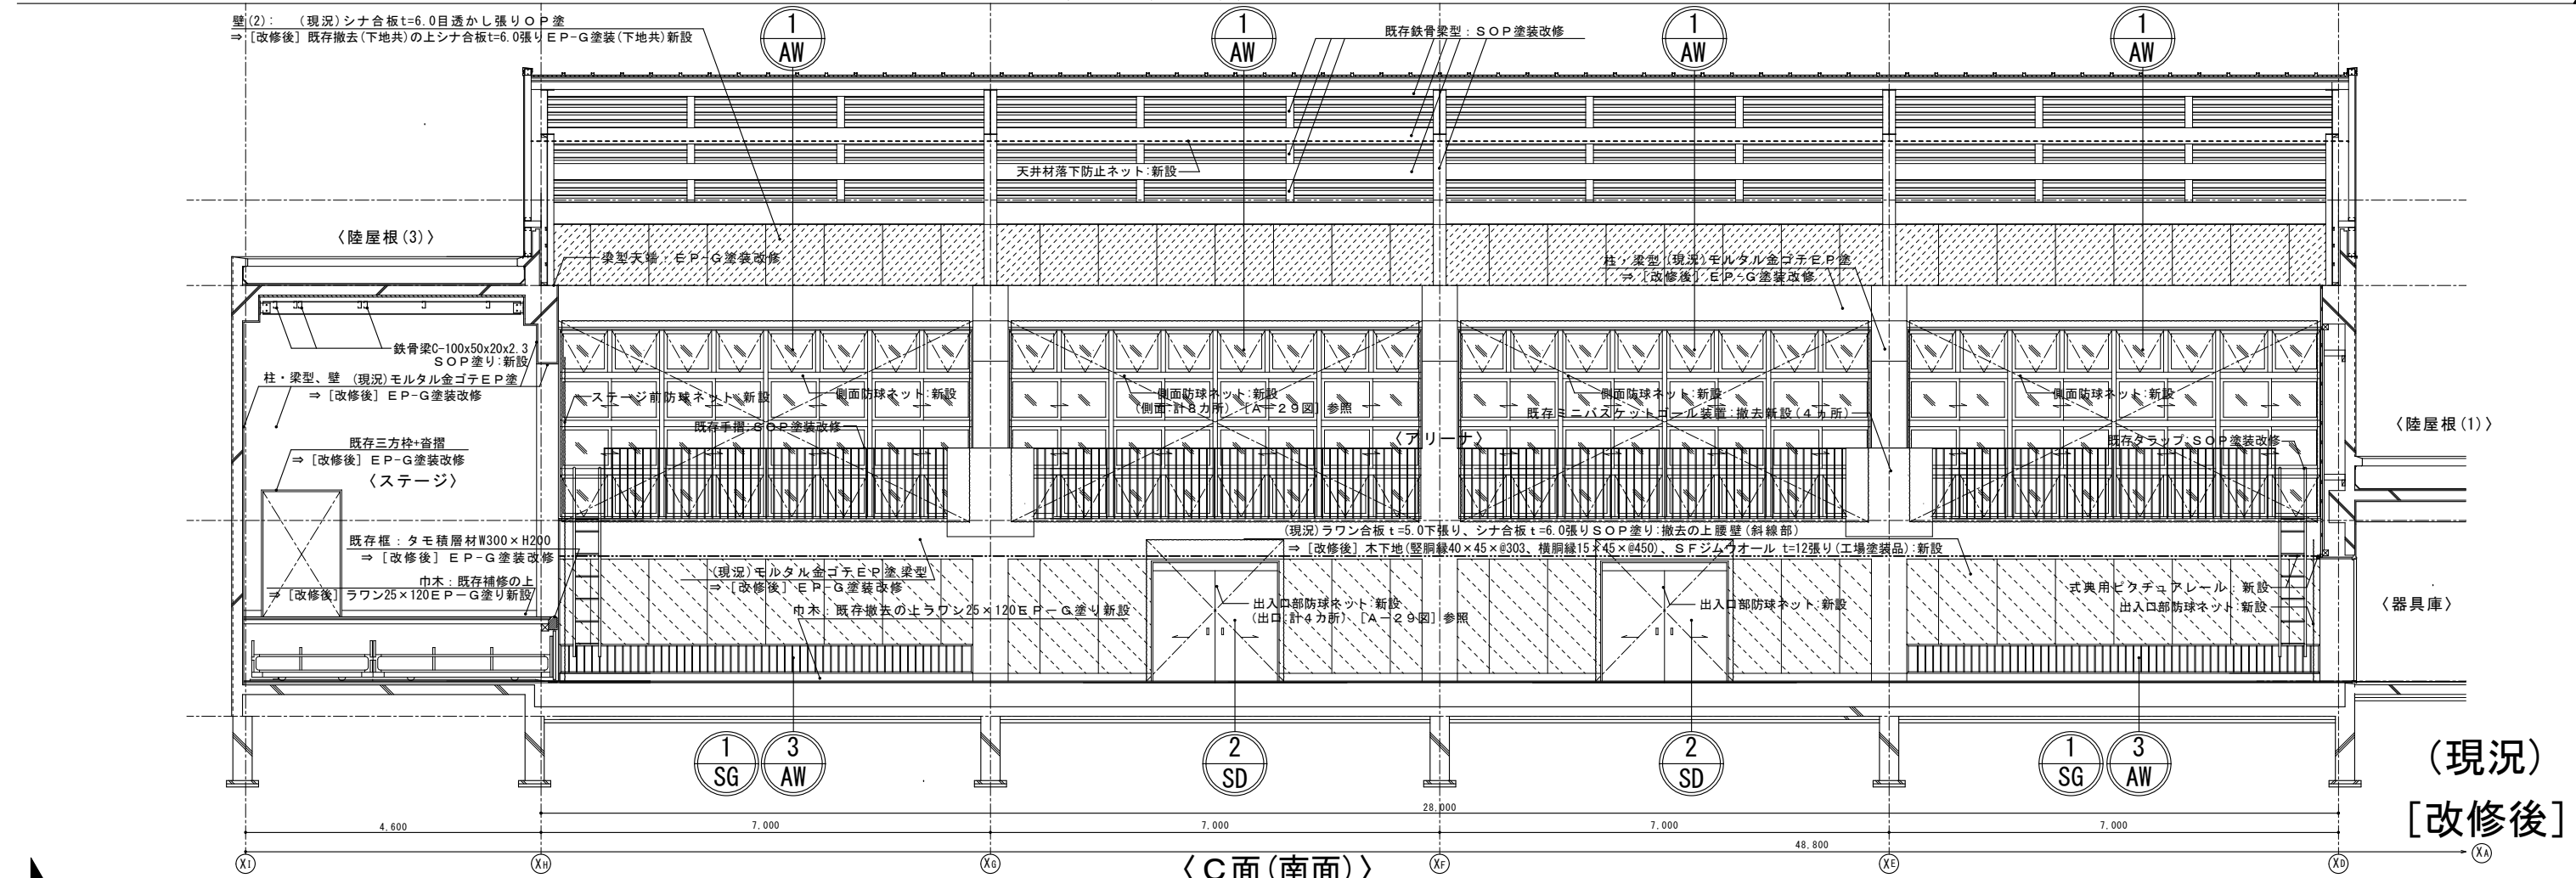 壁(2): (現況)シナ合板t=6.0目透かし張りOP塗
⇒ [改修後] 既存撤去(下地共)の上シナ合板t=6.0張りEP-G塗装(下地共)新設
1
AW
1
AW
既存鉄骨梁型:SOP塗装改修
1
AW
1
AW
天井材落下防止ネット:新設
〈陸屋根(3)〉
梁型天端:EP-G塗装改修
柱・梁型 (現況)モルタル金ゴテEP塗
⇒ [改修後] EP-G塗装改修
鉄骨梁C-100x50x20x2.3
SOP塗り:新設
柱・梁型、壁 (現況)モルタル金ゴテEP塗
⇒ [改修後] EP-G塗装改修
ステージ前防球ネット:新設
側面防球ネット:新設
側面防球ネット:新設
(側面:計8カ所) [A-29図] 参照
側面防球ネット:新設
側面防球ネット:新設
既存ミニバスケットゴール装置:撤去新設(4ヵ所)
既存手摺:SOP塗装改修
〈アリーナ〉
既存タラップ:SOP塗装改修
〈陸屋根(1)〉
既存三方枠+沓摺
⇒ [改修後] EP-G塗装改修
〈ステージ〉
既存框:タモ積層材W300×H200
⇒ [改修後] EP-G塗装改修
巾木:既存補修の上
⇒ [改修後] ラワン25×120EP-G塗り新設
(現況)ラワン合板t=5.0下張り、シナ合板t=6.0張りSOP塗り:撤去の上腰壁(斜線部)
⇒ [改修後] 木下地(竪胴縁40×45×@303、横胴縁15×45×@450)、SFジムウオール t=12張り(工場塗装品):新設
(現況)モルタル金ゴテEP塗 梁型
⇒ [改修後] EP-G塗装改修
巾木:既存撤去の上ラワン25×120EP-G塗り新設
出入口部防球ネット:新設
(出口:計4カ所) [A-29図] 参照
出入口部防球ネット:新設
式典用ピクチュアレール:新設
出入口部防球ネット:新設
〈器具庫〉
1
SG
3
AW
2
SD
2
SD
1
SG
3
AW
(現況)
[改修後]
28,000
4,600
7,000
7,000
7,000
7,000
48,800
XI
XH
XG
XF
XE
XD
XA
〈C面(南面)〉